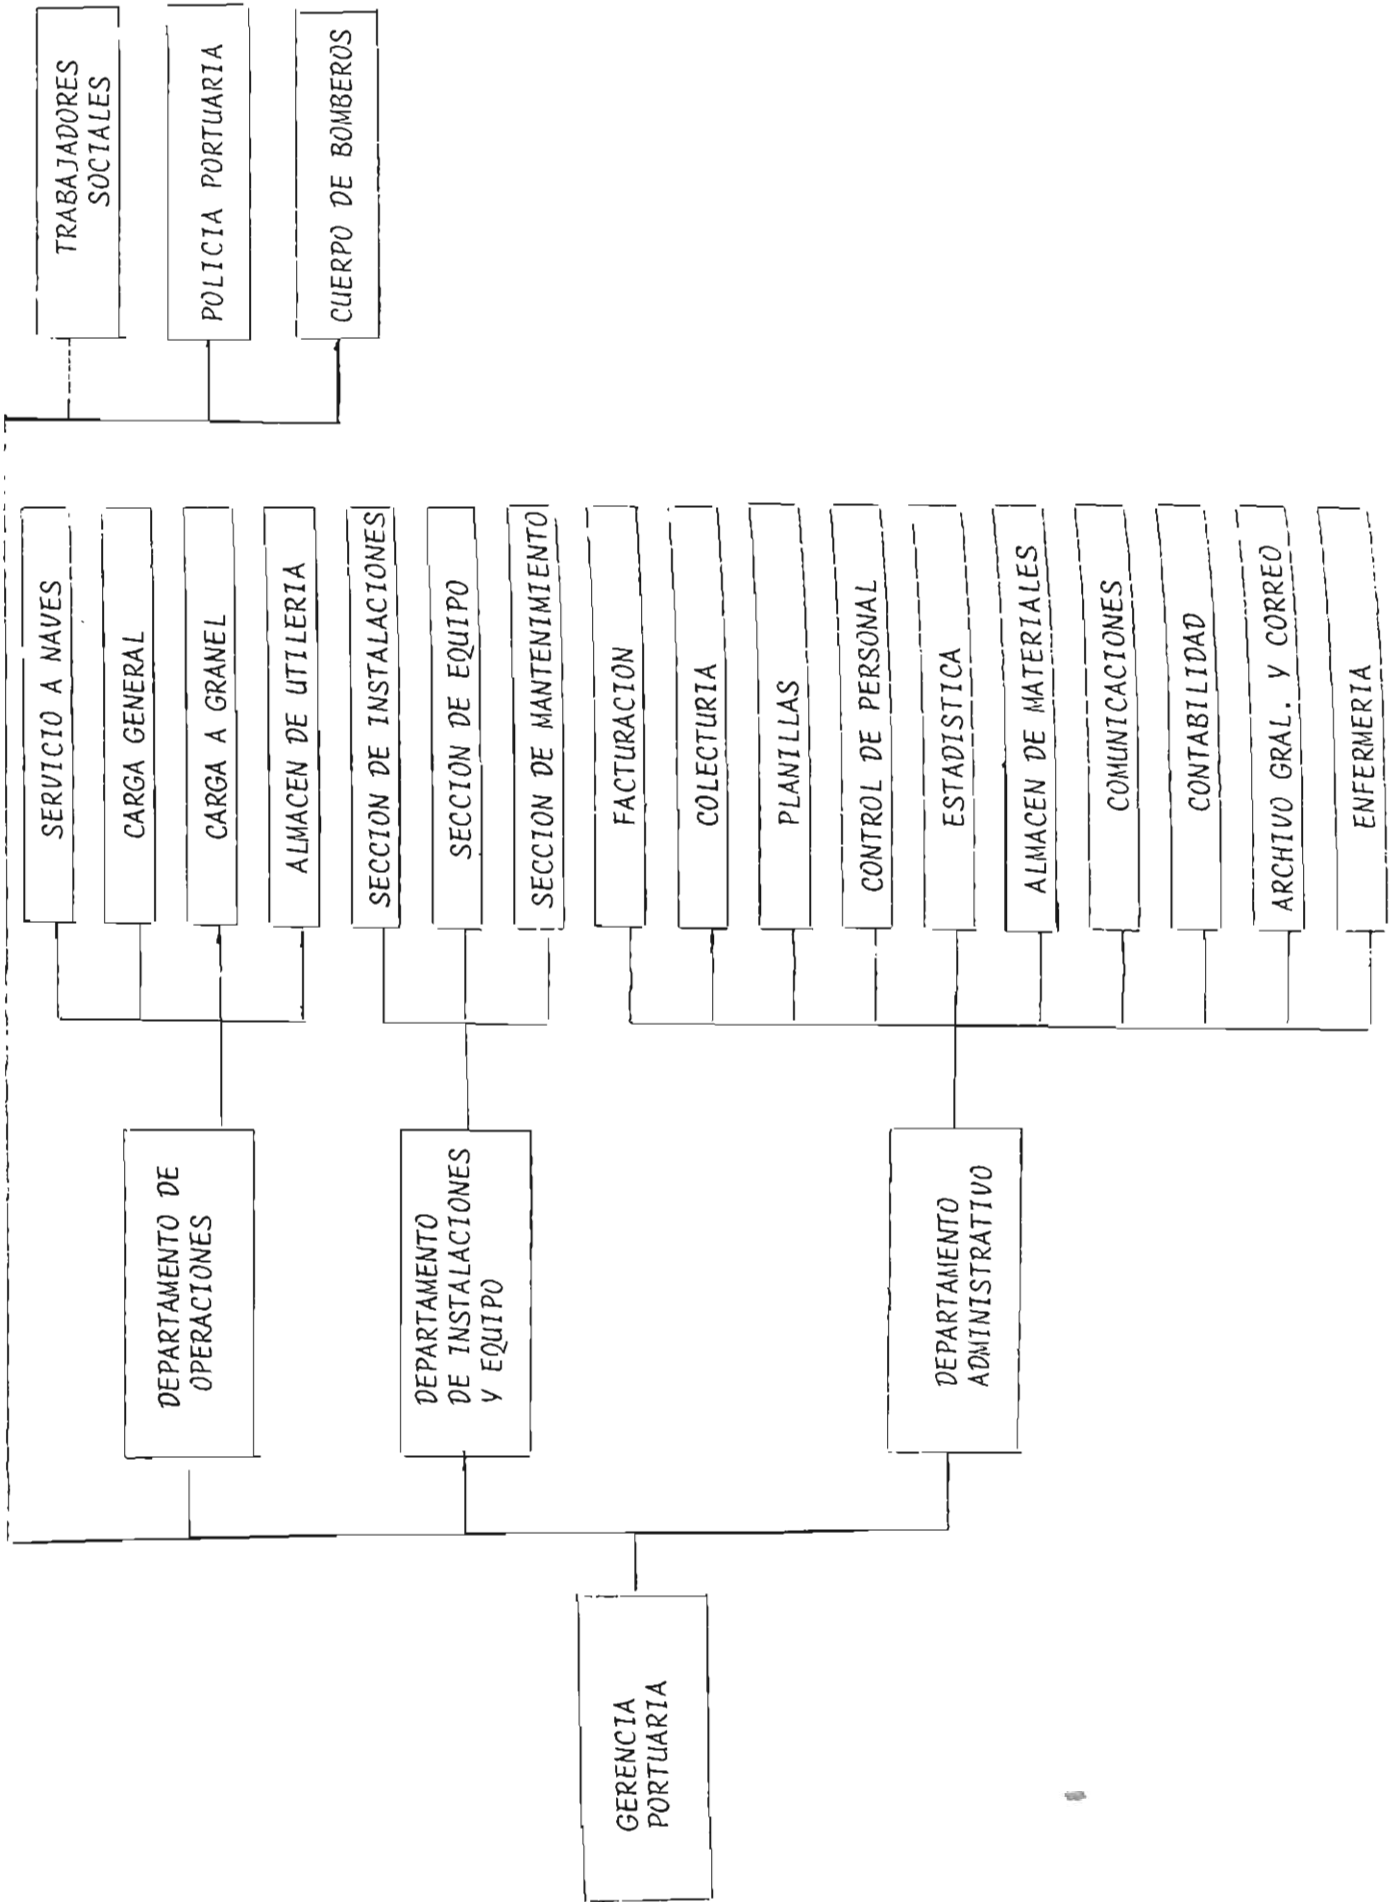 GERENCIA
PORTUARIA
DEPARTAMENTO DE
OPERACIONES
DEPARTAMENTO
DE INSTALACIONES
Y EQUIPO
DEPARTAMENTO
ADMINISTRATIVO
SERVICIO A NAVES
CARGA GENERAL
CARGA A GRANEL
ALMACEN DE UTILERIA
SECCION DE INSTALACIONES
SECCION DE EQUIPO
SECCION DE MANTENIMIENTO
FACTURACION
COLECTURIA
PLANILLAS
CONTROL DE PERSONAL
ESTADISTICA
ALMACEN DE MATERIALES
COMUNICACIONES
CONTABILIDAD
ARCHIVO GRAL. Y CORREO
ENFERMERIA
TRABAJADORES
SOCIALES
POLICIA PORTUARIA
CUERPO DE BOMBEROS